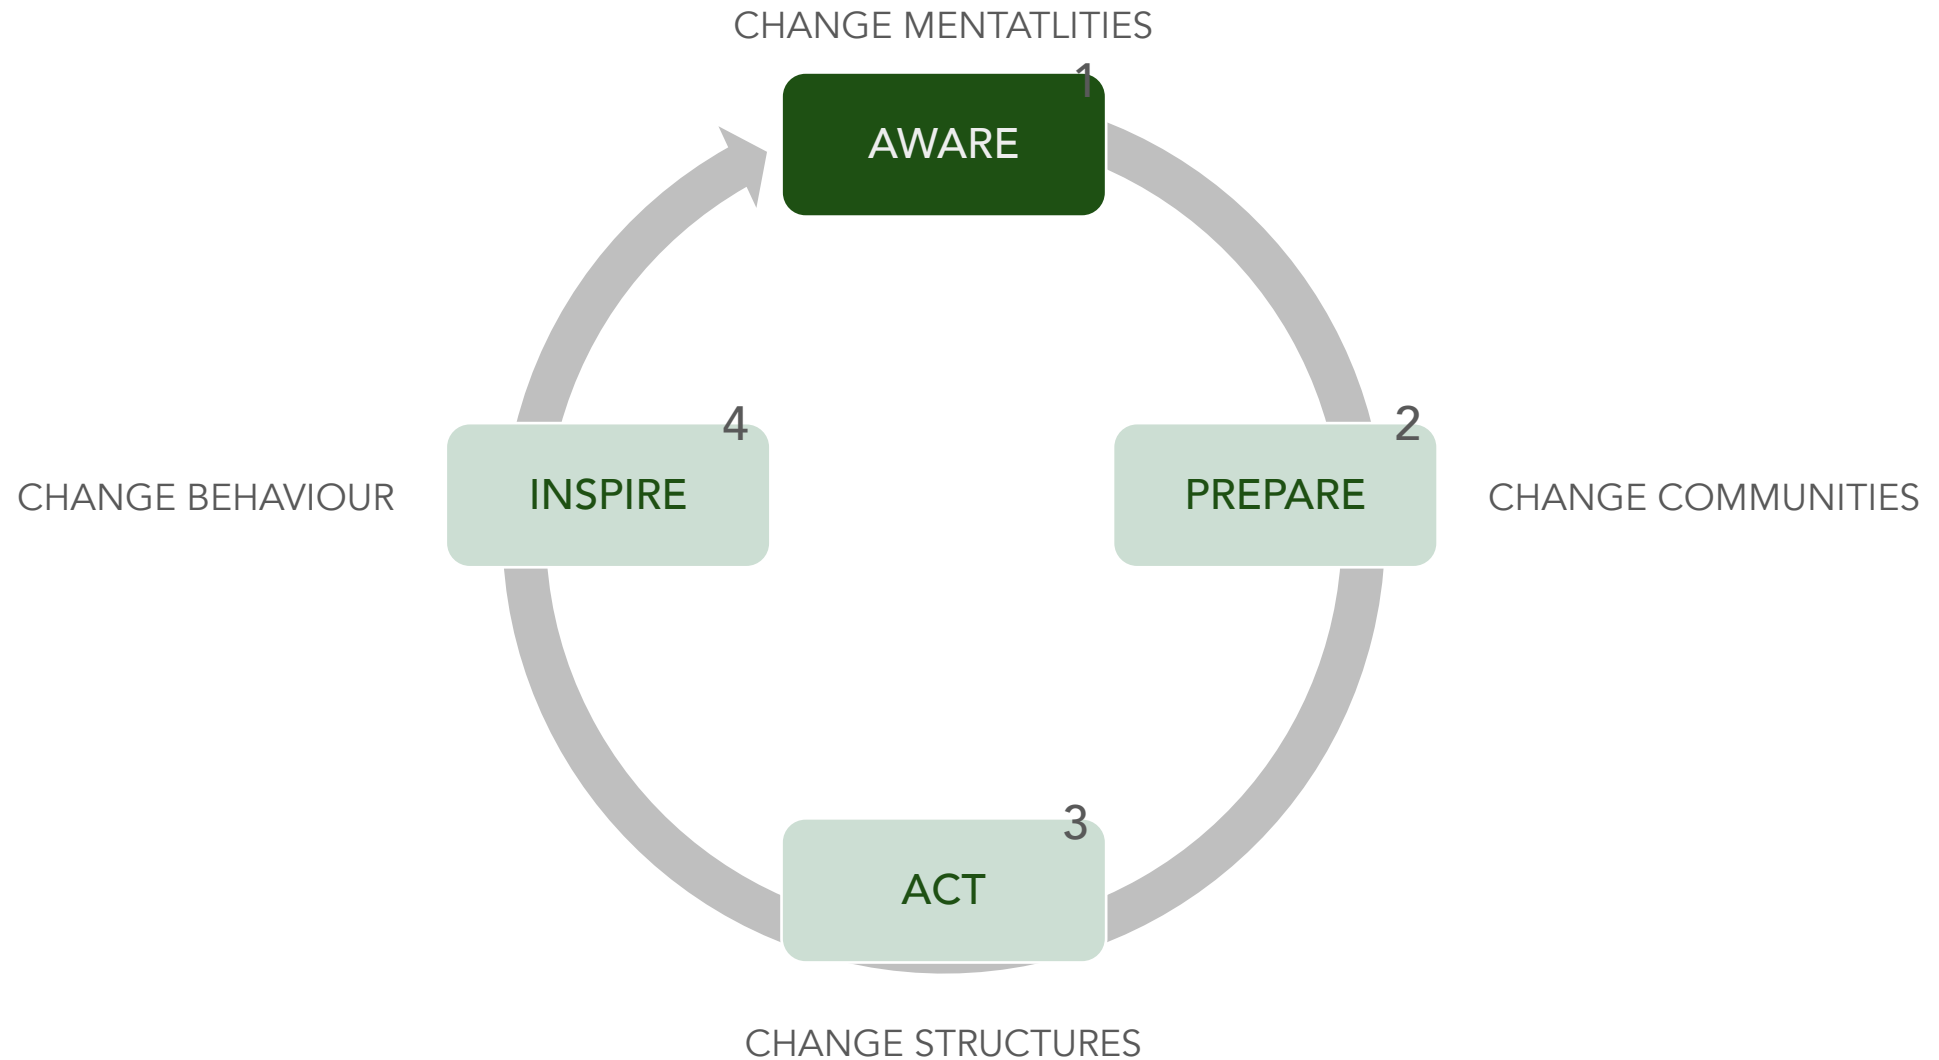 CHANGE MENTATLITIES
1
AWARE
4
INSPIRE
CHANGE BEHAVIOUR
2
PREPARE
CHANGE COMMUNITIES
3
ACT
CHANGE STRUCTURES